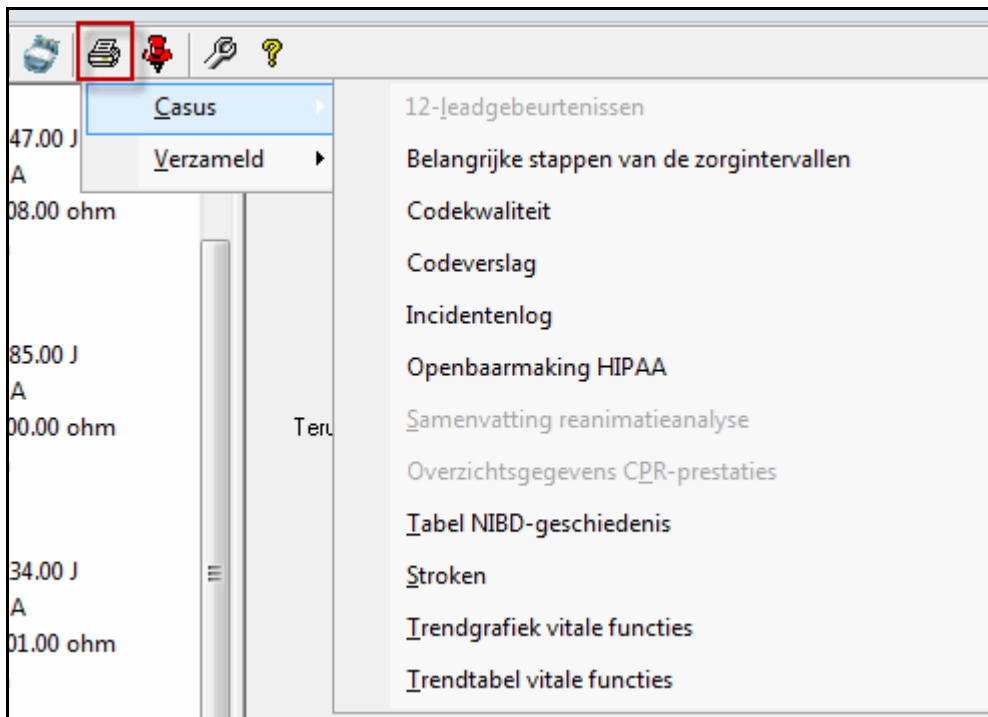 Casus
Verzameld
12-leadgebeurtenissen
Belangrijke stappen van de zorgintervallen
Codekwaliteit
Codeverslag
Incidentenlog
Openbaarmaking HIPAA
Samenvatting reanimatieanalyse
Overzichtsgegevens CPR-prestaties
Tabel NIBD-geschiedenis
Stroken
Trendgrafiek vitale functies
Trendtabel vitale functies
47.00 J
A
08.00 ohm
85.00 J
A
00.00 ohm
Teru
34.00 J
A
01.00 ohm